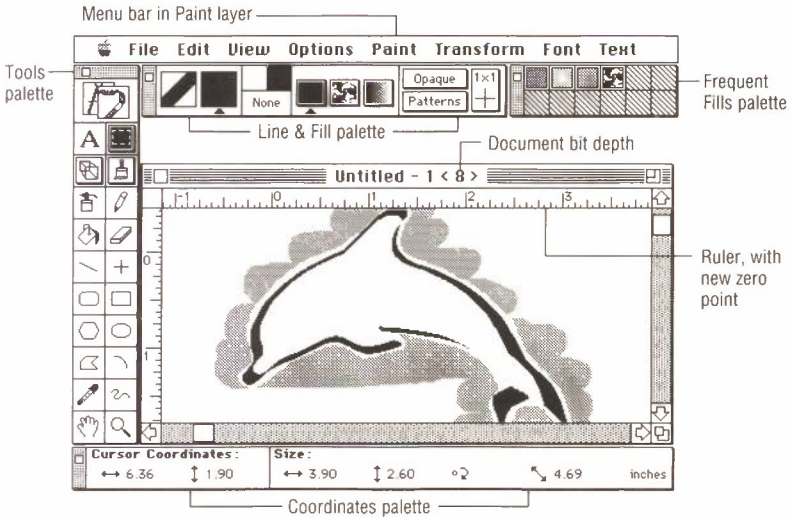 Menu bar in Paint layer
File Edit View Options Paint Transform Font Text
Tools palette
None
Opaque
Patterns
1×1
Frequent Fills palette
Line & Fill palette
Document bit depth
A
Untitled - 1 < 8 >
-1 0 1 2 3
0
1
Ruler, with new zero point
Cursor Coordinates: Size:
6.36 1.90 3.90 2.60 4.69 inches
Coordinates palette